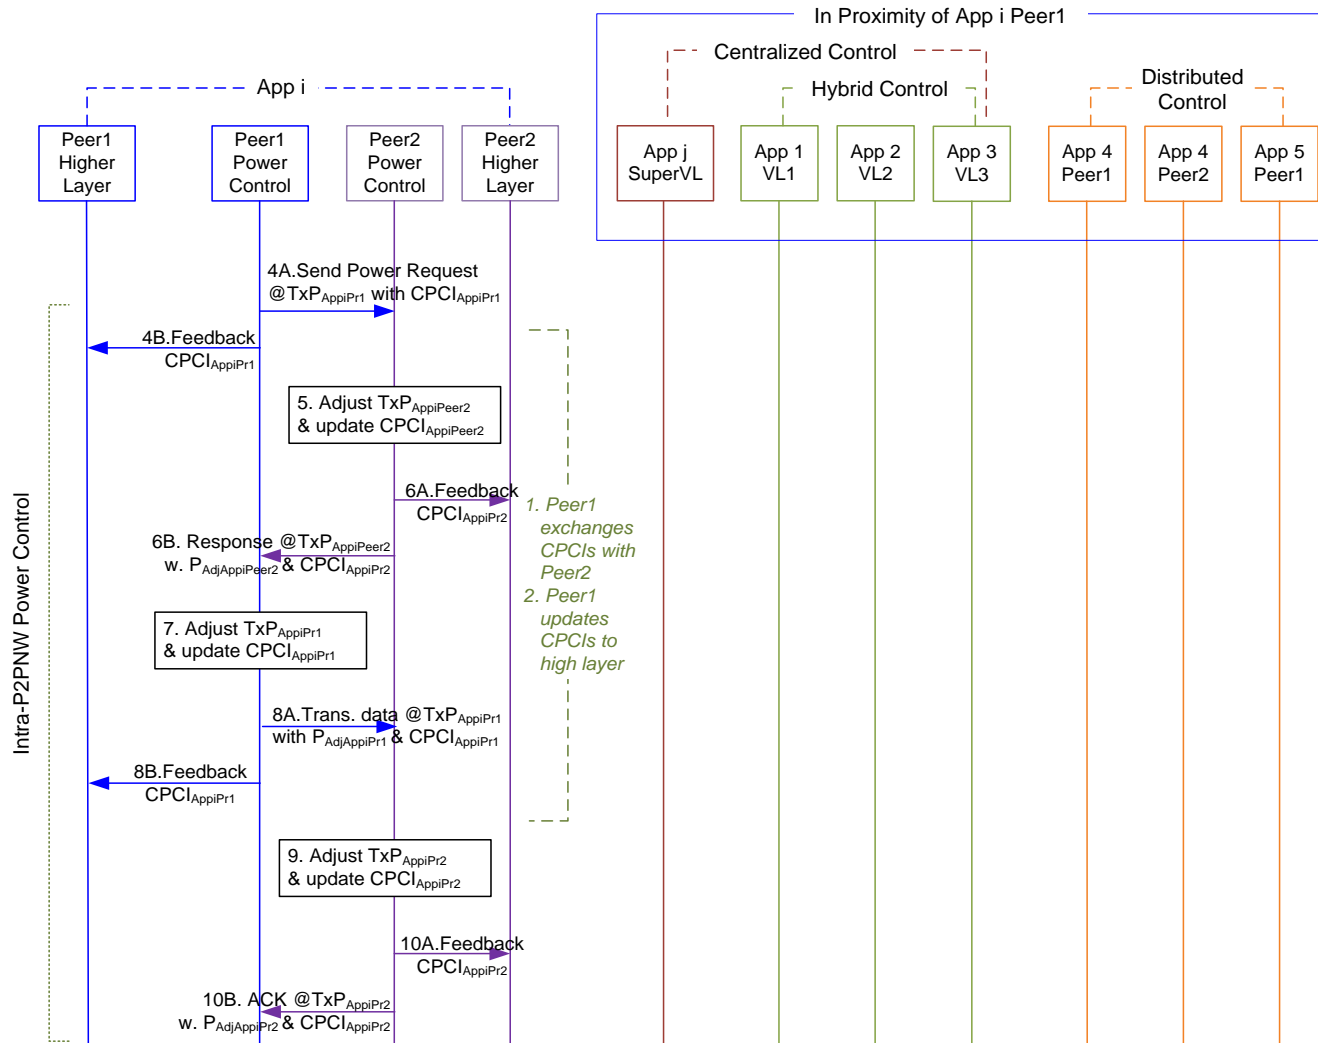 In Proximity of App i Peer1
Centralized Control
App i
Hybrid Control
Distributed
Control
Peer1
Higher
Layer
Peer1
Power
Control
Peer2
Power
Control
Peer2
Higher
Layer
App j
SuperVL
App 1
VL1
App 2
VL2
App 3
VL3
App 4
Peer1
App 4
Peer2
App 5
Peer1
Intra-P2PNW Power Control
4A.Send Power Request
@TxPAppiPr1 with CPCIAppiPr1
4B.Feedback
CPCIAppiPr1
5. Adjust TxPAppiPeer2
& update CPCIAppiPeer2
6A.Feedback
CPCIAppiPr2
1. Peer1
exchanges
CPCIs with
Peer2
2. Peer1
updates
CPCIs to
high layer
6B. Response @TxPAppiPeer2
w. PAdjAppiPeer2 & CPCIAppiPr2
7. Adjust TxPAppiPr1
& update CPCIAppiPr1
8A.Trans. data @TxPAppiPr1
with PAdjAppiPr1 & CPCIAppiPr1
8B.Feedback
CPCIAppiPr1
9. Adjust TxPAppiPr2
& update CPCIAppiPr2
10A.Feedback
CPCIAppiPr2
10B. ACK @TxPAppiPr2
w. PAdjAppiPr2 & CPCIAppiPr2